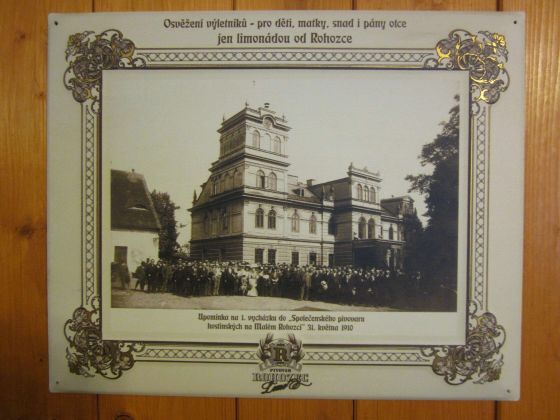 Osvěžení výletníků - pro děti, matky, snad i pány otce
jen limonádou od Rohozce
Upomínka na 1. vycházku do „Společenského pivovaru
hostinských na Malém Rohozci" 31. května 1910
R
PIVOVAR
ROHOZEC